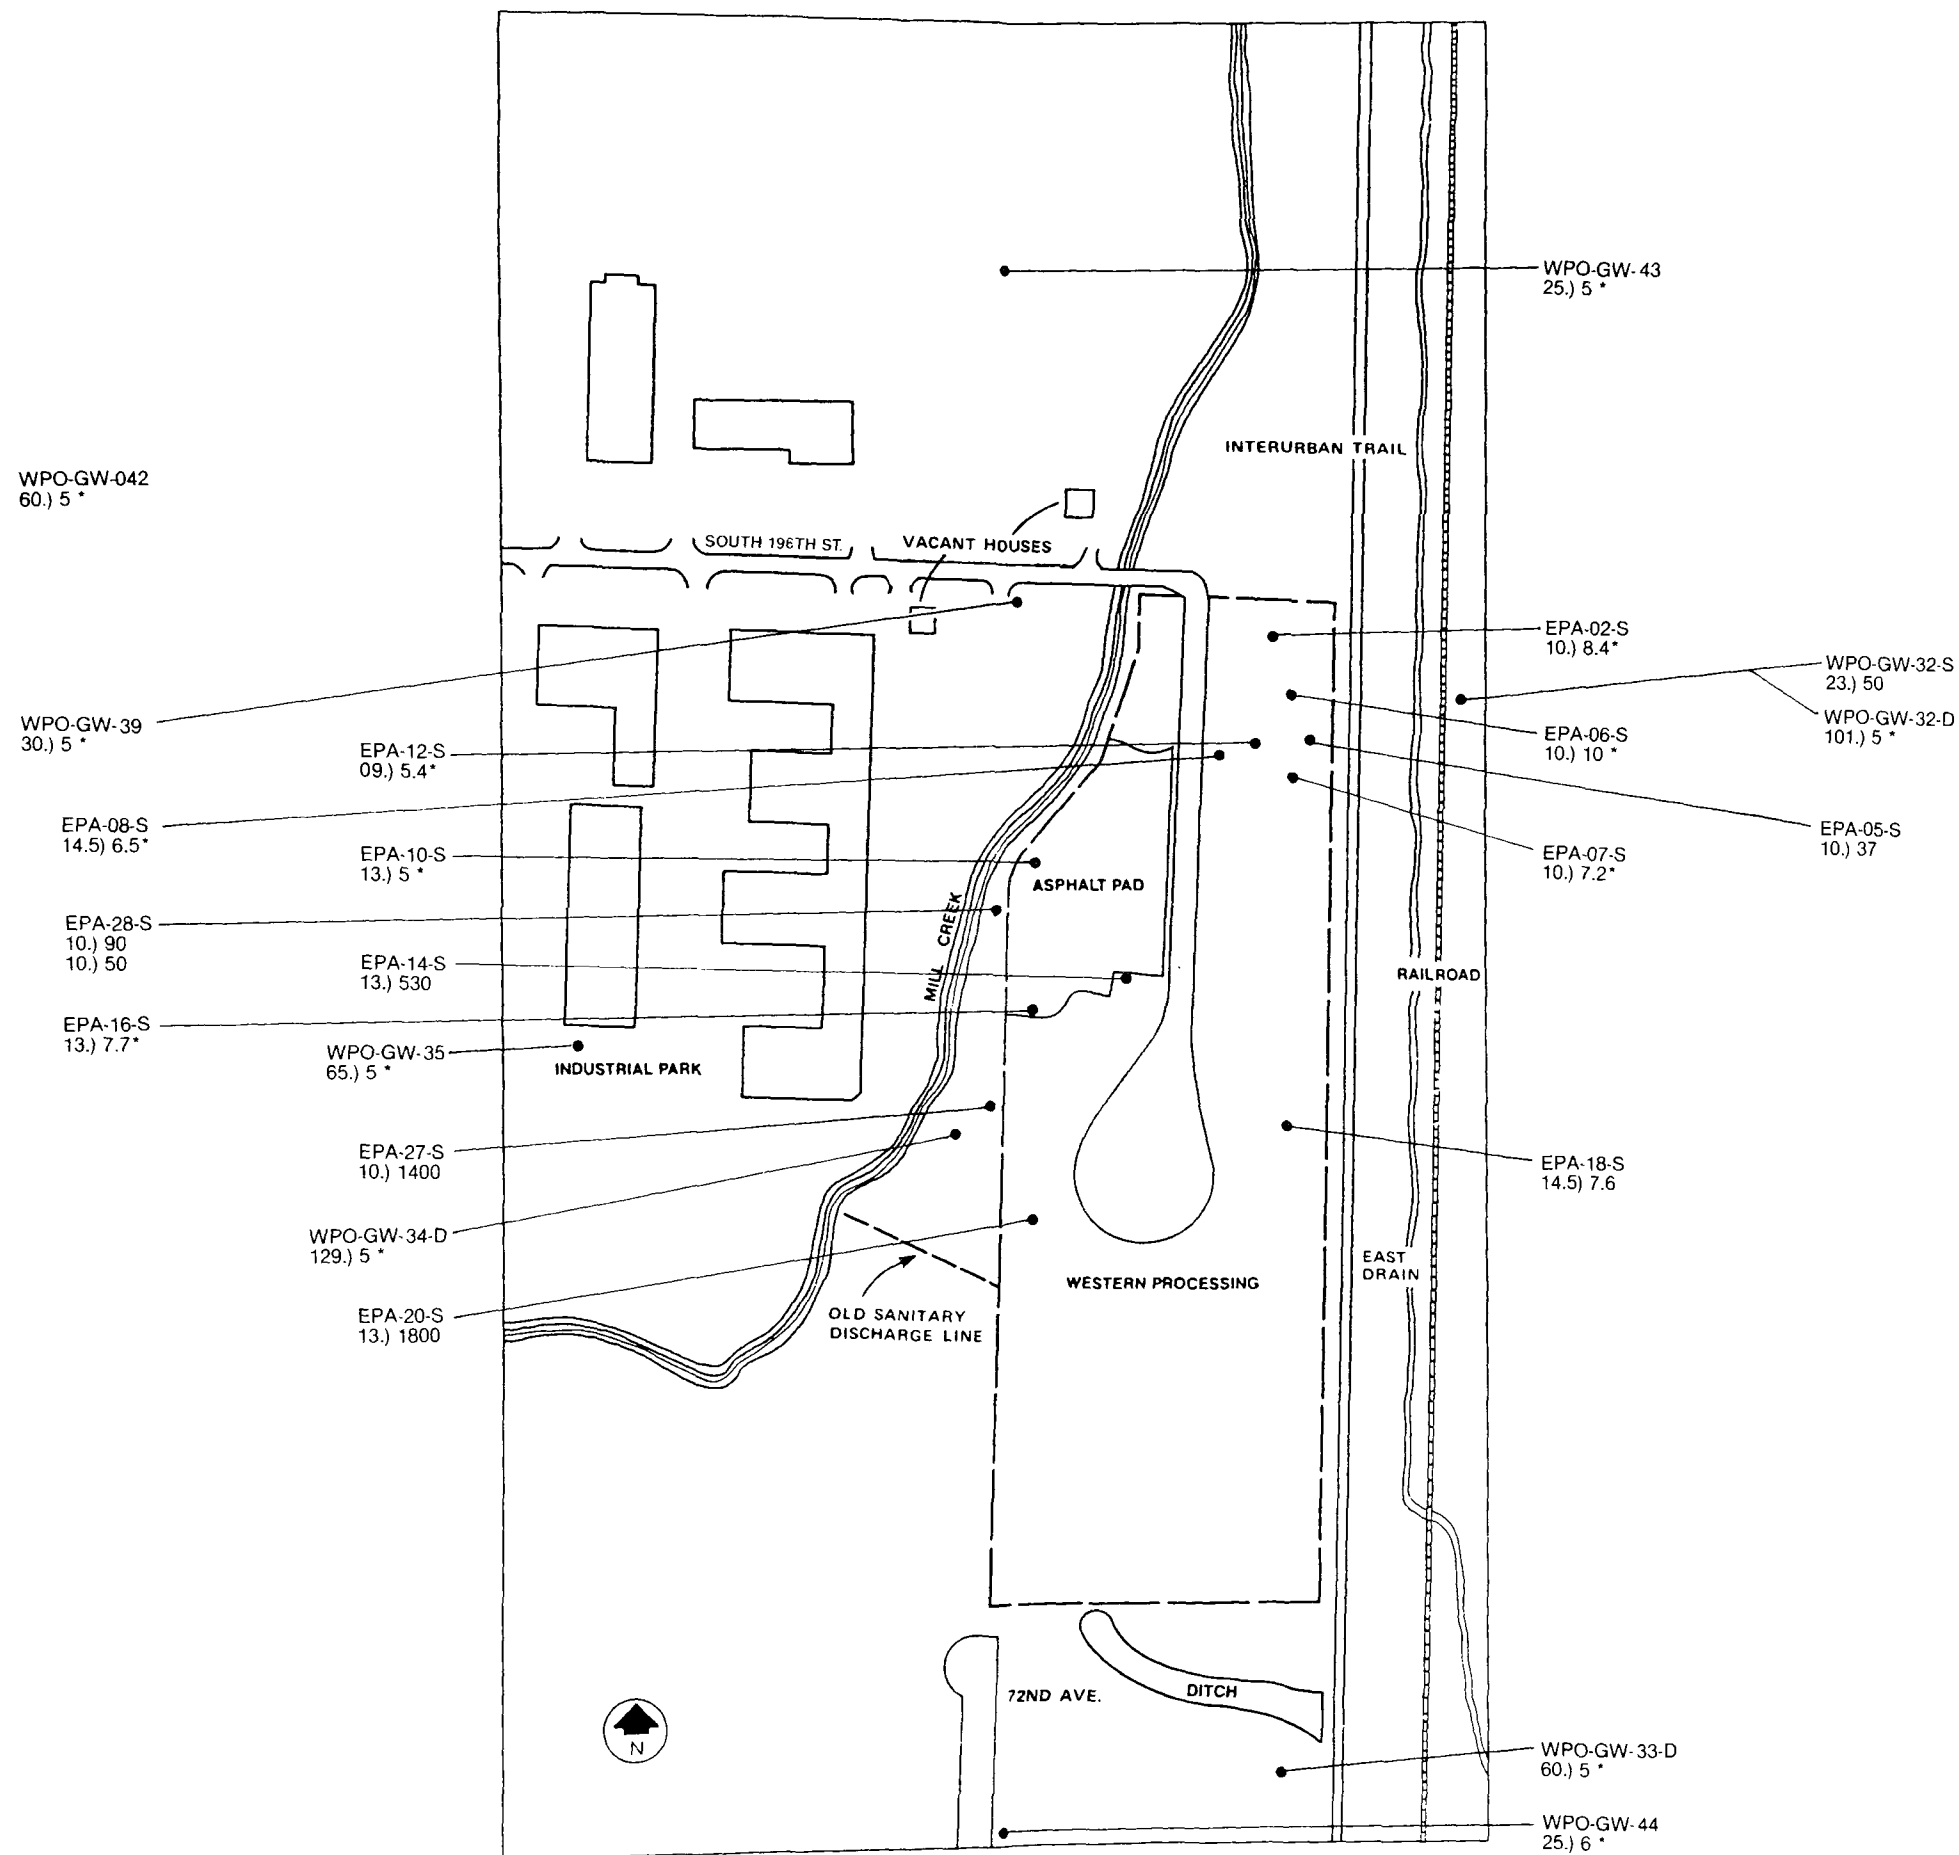 WPO-GW-43
25.) 5 *
INTERURBAN TRAIL
WPO-GW-042
60.) 5 *
SOUTH 196TH ST.
VACANT HOUSES
EPA-02-S
10.) 8.4*
WPO-GW-32-S
23.) 50
WPO-GW-32-D
101.) 5 *
WPO-GW-39
30.) 5 *
EPA-06-S
10.) 10 *
EPA-12-S
09.) 5.4*
EPA-08-S
14.5) 6.5*
EPA-05-S
10.) 37
EPA-10-S
13.) 5 *
EPA-07-S
10.) 7.2*
ASPHALT PAD
EPA-28-S
10.) 90
10.) 50
MILL CREEK
EPA-14-S
13.) 530
RAILROAD
EPA-16-S
13.) 7.7*
WPO-GW-35
65.) 5 *
INDUSTRIAL PARK
EPA-27-S
10.) 1400
EPA-18-S
14.5) 7.6
WPO-GW-34-D
129.) 5 *
EAST
DRAIN
WESTERN PROCESSING
EPA-20-S
13.) 1800
OLD SANITARY
DISCHARGE LINE
72ND AVE.
DITCH
N
WPO-GW-33-D
60.) 5 *
WPO-GW-44
25.) 6 *